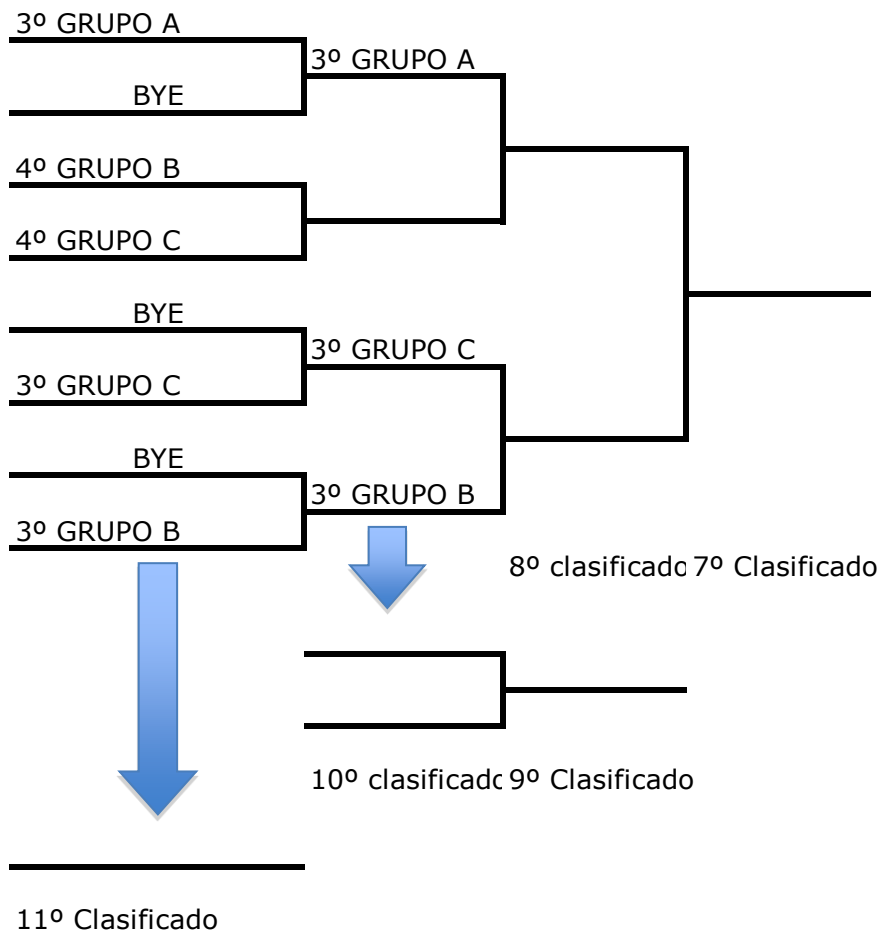 3º GRUPO A
3º GRUPO A
BYE
4º GRUPO B
4º GRUPO C
BYE
3º GRUPO C
3º GRUPO C
BYE
3º GRUPO B
3º GRUPO B
8º clasificado 7º Clasificado
10º clasificado 9º Clasificado
11º Clasificado